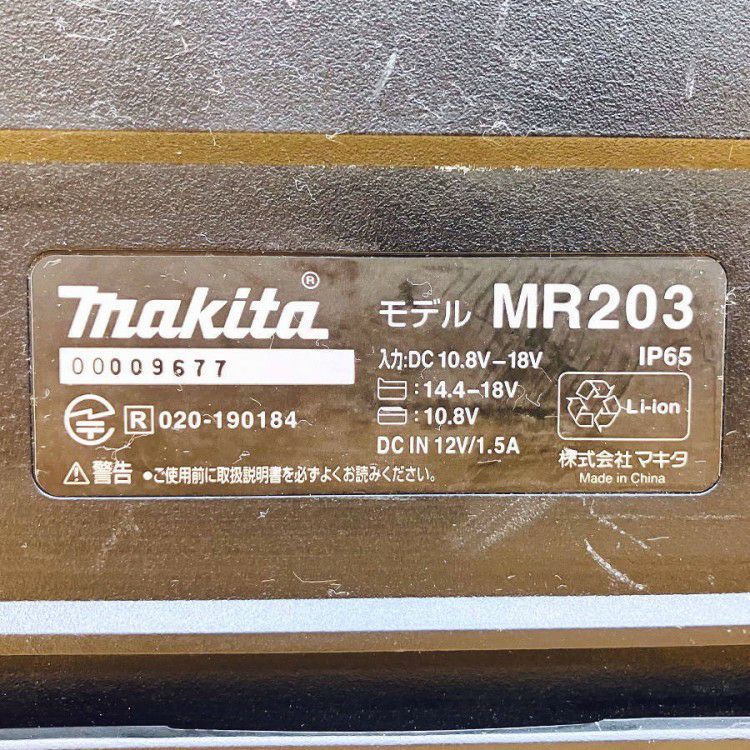 makita®
モデル MR203
00009677
入力:DC 10.8V-18V
IP65
:14.4-18V
:10.8V
Li-ion
R 020-190184
DC IN 12V/1.5A
株式会社マキタ
Made in China
警告 ●ご使用前に取扱説明書を必ずよくお読みください。